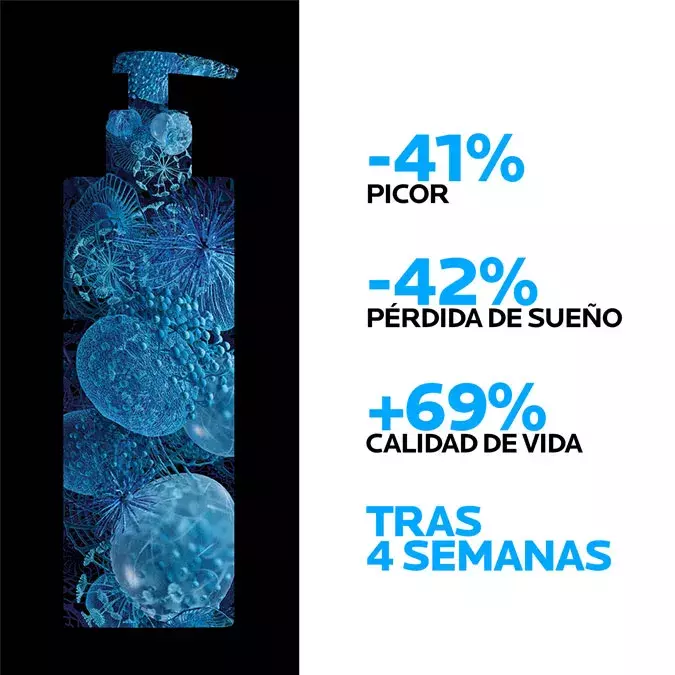 -41%
PICOR
-42%
PÉRDIDA DE SUEÑO
+69%
CALIDAD DE VIDA
TRAS
4 SEMANAS